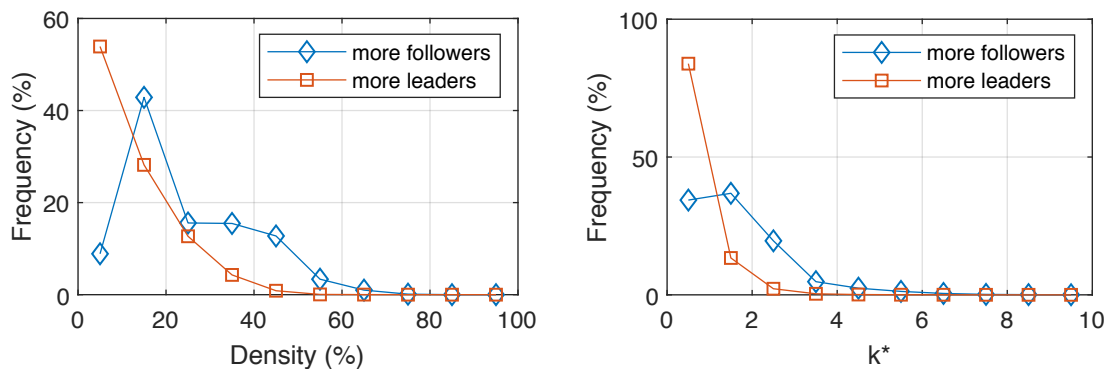 60
40
20
0
Frequency (%)
0 20 40 60 80 100
Density (%)
more followers
more leaders
100
50
0
Frequency (%)
0 2 4 6 8 10
k*
more followers
more leaders